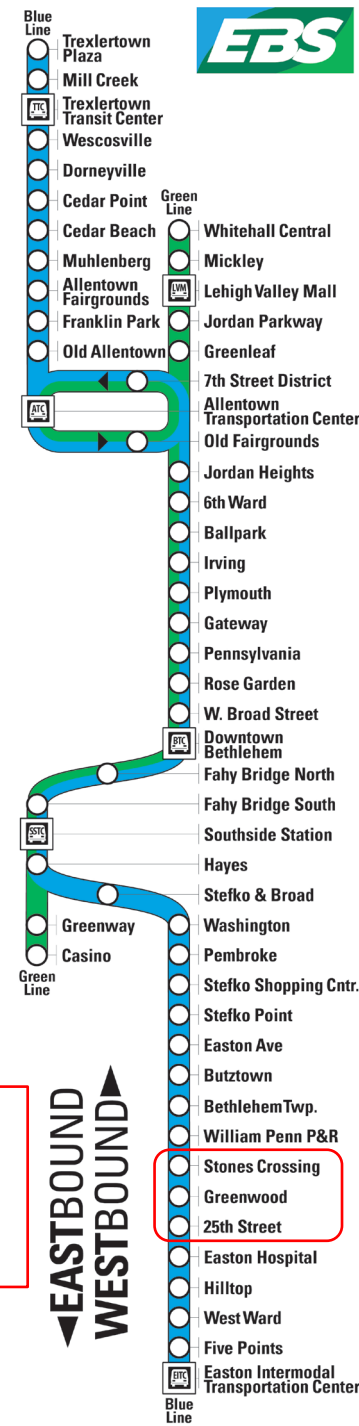 Blue
Line
EBS
Trexlertown
Plaza
Mill Creek
TTC
Trexlertown
Transit Center
Wescosville
Dorneyville
Cedar Point
Green
Line
Cedar Beach
Whitehall Central
Muhlenberg
Mickley
Allentown
Fairgrounds
LVM
Lehigh Valley Mall
Franklin Park
Jordan Parkway
Old Allentown
Greenleaf
7th Street District
ATC
Allentown
Transportation Center
Old Fairgrounds
Jordan Heights
6th Ward
Ballpark
Irving
Plymouth
Gateway
Pennsylvania
Rose Garden
W. Broad Street
BTC
Downtown
Bethlehem
Fahy Bridge North
Fahy Bridge South
SSTC
Southside Station
Hayes
Stefko & Broad
Greenway
Washington
Casino
Pembroke
Green
Line
Stefko Shopping Cntr.
Stefko Point
Easton Ave
Butztown
Bethlehem Twp.
William Penn P&R
Stones Crossing
Greenwood
25th Street
EASTBOUND
WESTBOUND
Easton Hospital
Hilltop
West Ward
Five Points
EITC
Easton Intermodal
Transportation Center
Blue
Line